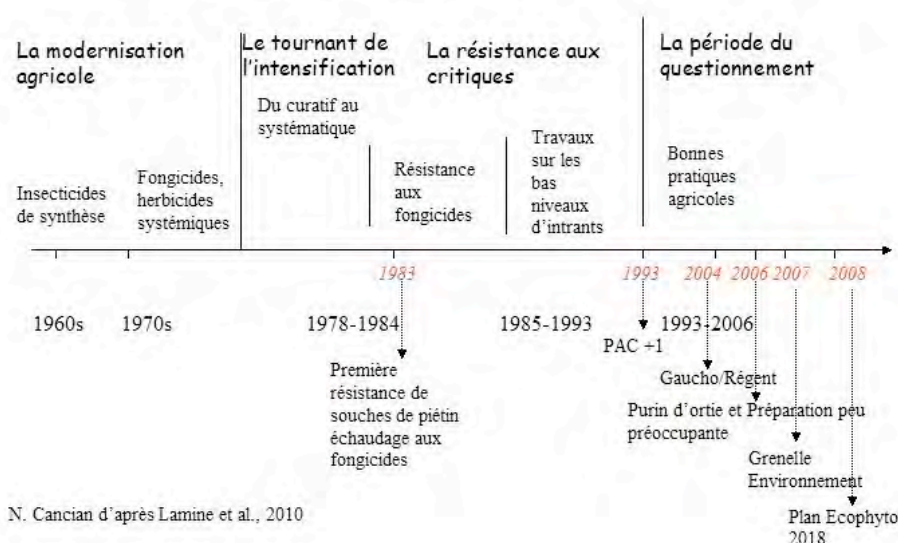 La modernisation
agricole
Le tournant de
l'intensification
La résistance aux
critiques
La période du
questionnement
Du curatif au
systématique
Insecticides
de synthèse
Fongicides,
herbicides
systémiques
Résistance
aux
fongicides
Travaux
sur les
bas
niveaux
d'intrants
Bonnes
pratiques
agricoles
1983
1993
2004
2006
2007
2008
1960s
1970s
1978-1984
1985-1993
1993-2006
PAC +1
Première
résistance de
souches de piétin
échaudage aux
fongicides
Gaucho/Régent
Purin d'ortie et Préparation peu
préoccupante
Grenelle
Environnement
Plan Ecophyto
2018
N. Cancian d'après Lamine et al., 2010